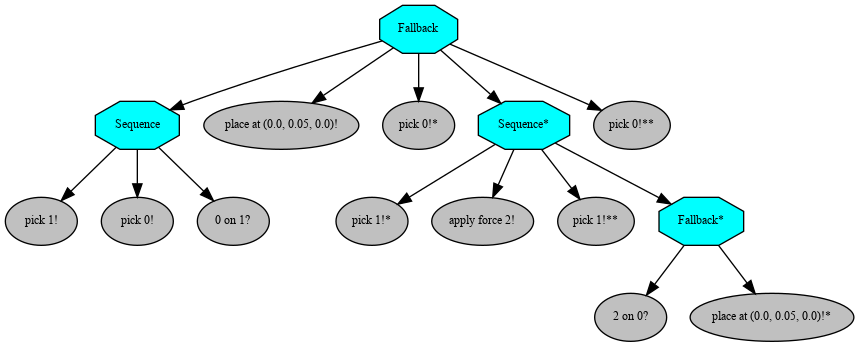 Fallback
Sequence
place at (0.0, 0.05, 0.0)!
pick 0!*
Sequence*
pick 0!**
pick 1!
pick 0!
0 on 1?
pick 1!*
apply force 2!
pick 1!**
Fallback*
2 on 0?
place at (0.0, 0.05, 0.0)!*